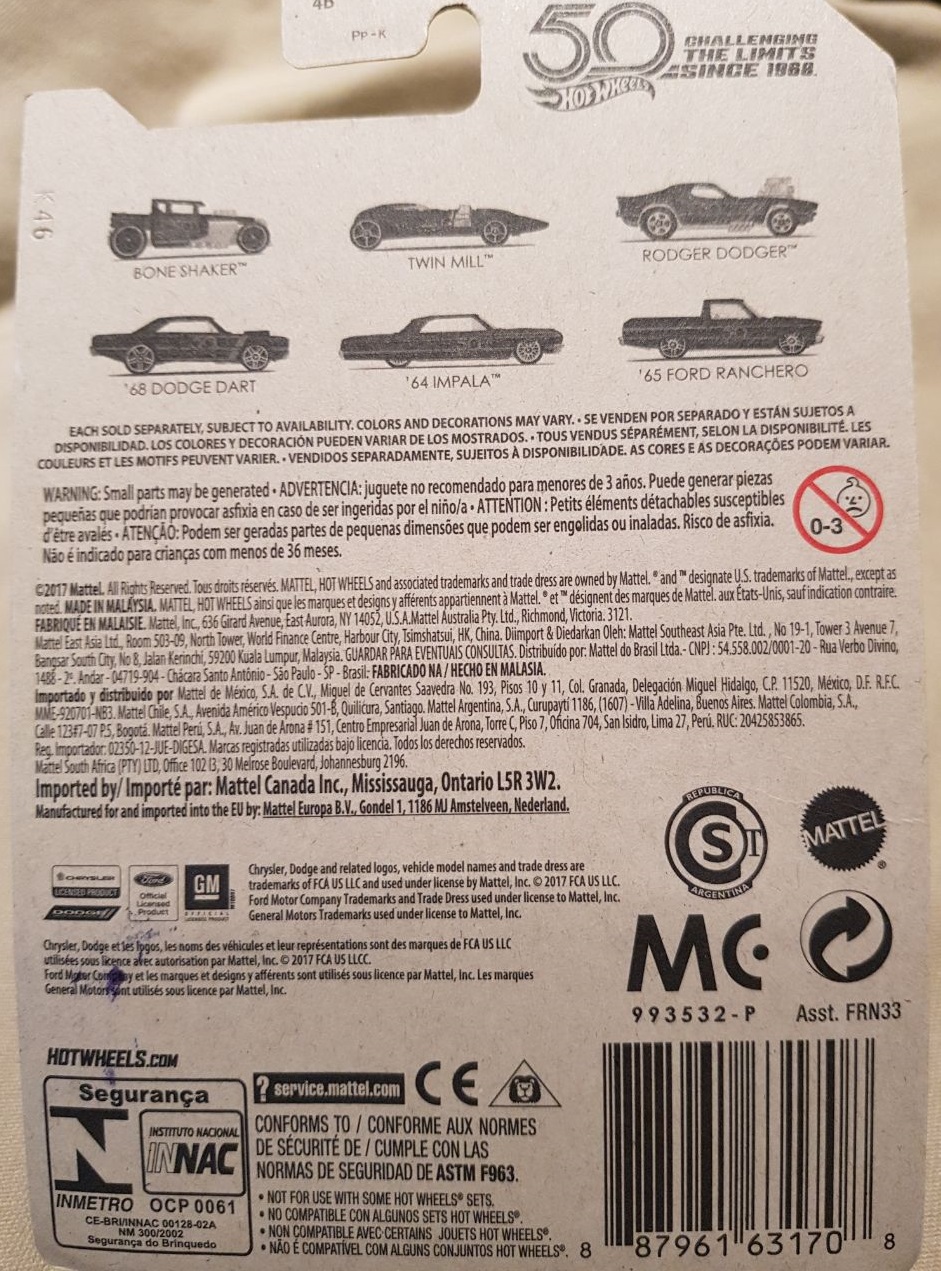 4B
Pp-K
50
CHALLENGING
THE LIMITS
SINCE 1968.
HOT WHEELS
K46
BONE SHAKER™
TWIN MILL™
RODGER DODGER™
'68 DODGE DART
'64 IMPALA™
'65 FORD RANCHERO
EACH SOLD SEPARATELY, SUBJECT TO AVAILABILITY. COLORS AND DECORATIONS MAY VARY. • SE VENDEN POR SEPARADO Y ESTÁN SUJETOS A
DISPONIBILIDAD. LOS COLORES Y DECORACIÓN PUEDEN VARIAR DE LOS MOSTRADOS. • TOUS VENDUS SÉPARÉMENT, SELON LA DISPONIBILITÉ. LES
COULEURS ET LES MOTIFS PEUVENT VARIER. • VENDIDOS SEPARADAMENTE, SUJEITOS À DISPONIBILIDADE. AS CORES E AS DECORAÇÕES PODEM VARIAR.
WARNING: Small parts may be generated • ADVERTENCIA: juguete no recomendado para menores de 3 años. Puede generar piezas
pequeñas que podrían provocar asfixia en caso de ser ingeridas por el niño/a • ATTENTION : Petits éléments détachables susceptibles
d'être avalés • ATENÇÃO: Podem ser geradas partes de pequenas dimensões que podem ser engolidas ou inaladas. Risco de asfixia.
Não é indicado para crianças com menos de 36 meses.
0-3
©2017 Mattel. All Rights Reserved. Tous droits réservés. MATTEL, HOT WHEELS and associated trademarks and trade dress are owned by Mattel. ® and ™ designate U.S. trademarks of Mattel., except as
noted. MADE IN MALAYSIA. MATTEL, HOT WHEELS ainsi que les marques et designs y afférents appartiennent à Mattel. ® et ™ désignent des marques de Mattel. aux États-Unis, sauf indication contraire.
FABRIQUÉ EN MALAISIE. Mattel, Inc., 636 Girard Avenue, East Aurora, NY 14052, U.S.A.Mattel Australia Pty. Ltd., Richmond, Victoria. 3121.
Mattel East Asia Ltd., Room 503-09, North Tower, World Finance Centre, Harbour City, Tsimshatsui, HK, China. Diimport & Diedarkan Oleh: Mattel Southeast Asia Pte. Ltd., No 19-1, Tower 3 Avenue 7,
Bangsar South City, No 8, Jalan Kerinchi, 59200 Kuala Lumpur, Malaysia. GUARDAR PARA EVENTUAIS CONSULTAS. Distribuído por: Mattel do Brasil Ltda.- CNPJ : 54.558.002/0001-20 - Rua Verbo Divino,
1488 - 2º. Andar - 04719-904 - Chácara Santo Antônio - São Paulo - SP - Brasil- FABRICADO NA / HECHO EN MALASIA.
Importado y distribuido por Mattel de México, S.A. de C.V., Miguel de Cervantes Saavedra No. 193, Pisos 10 y 11, Col. Granada, Delegación Miguel Hidalgo, C.P. 11520, México, D.F. R.F.C.
MME-920701-NB3. Mattel Chile, S.A., Avenida Américo Vespucio 501-B, Quilicura, Santiago. Mattel Argentina, S.A., Curupaytí 1186, (1607) - Villa Adelina, Buenos Aires. Mattel Colombia, S.A.,
Calle 123#7-07 P.5, Bogotá. Mattel Perú, S.A., Av. Juan de Arona # 151, Centro Empresarial Juan de Arona, Torre C, Piso 7, Oficina 704, San Isidro, Lima 27, Perú. RUC: 20425853865.
Reg. Importador: 02350-12-JUE-DIGESA. Marcas registradas utilizadas bajo licencia. Todos los derechos reservados.
Mattel South Africa (PTY) LTD, Office 102 I3, 30 Melrose Boulevard, Johannesburg 2196.
Imported by/ Importé par: Mattel Canada Inc., Mississauga, Ontario L5R 3W2.
Manufactured for and imported into the EU by: Mattel Europa B.V., Gondel 1, 1186 MJ Amstelveen, Nederland.
REPUBLICA
S T
ARGENTINA
MATTEL®
CHRYSLER
LICENSED PRODUCT
DODGE
Ford
Official
Licensed
Product
GM
OFFICIAL
LICENSED PRODUCT
Chrysler, Dodge and related logos, vehicle model names and trade dress are
trademarks of FCA US LLC and used under license by Mattel, Inc. © 2017 FCA US LLC.
Ford Motor Company Trademarks and Trade Dress used under license to Mattel, Inc.
General Motors Trademarks used under license to Mattel, Inc.
Chrysler, Dodge et les logos, les noms des véhicules et leur représentations sont des marques de FCA US LLC
utilisées sous licence avec autorisation par Mattel, Inc. © 2017 FCA US LLCC.
Ford Motor Company et les marques et designs y afférents sont utilisés sous licence par Mattel, Inc. Les marques
General Motors sont utilisés sous licence par Mattel, Inc.
MC
993532-P
Asst. FRN33
HOTWHEELS.COM
Segurança
N
INSTITUTO NACIONAL
INNAC
INMETRO OCP 0061
CE-BRI/INNAC 00128-02A
NM 300/2002
Segurança do Brinquedo
? service.mattel.com
CE
CONFORMS TO / CONFORME AUX NORMES
DE SÉCURITÉ DE / CUMPLE CON LAS
NORMAS DE SEGURIDAD DE ASTM F963.
• NOT FOR USE WITH SOME HOT WHEELS® SETS.
• NO COMPATIBLE CON ALGUNOS SETS HOT WHEELS®.
• NON COMPATIBLE AVEC CERTAINS JOUETS HOT WHEELS®.
• NÃO É COMPATÍVEL COM ALGUNS CONJUNTOS HOT WHEELS®.
8 87961 63170 8